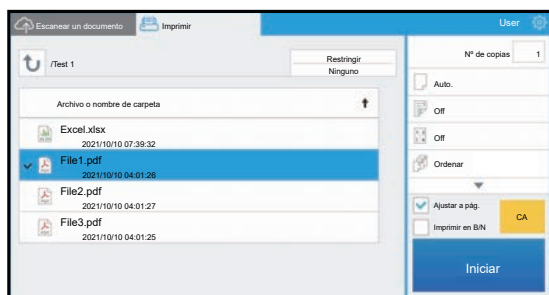 Escanear un documento
Imprimir
User
/Test 1
Restringir
Ninguno
Archivo o nombre de carpeta
Excel.xlsx
2021/10/10 07:39:32
File1.pdf
2021/10/10 04:01:26
File2.pdf
2021/10/10 04:01:27
File3.pdf
2021/10/10 04:01:25
Nº de copias 1
Auto.
Off
Off
Ordenar
Ajustar a pág.
Imprimir en B/N
CA
Iniciar